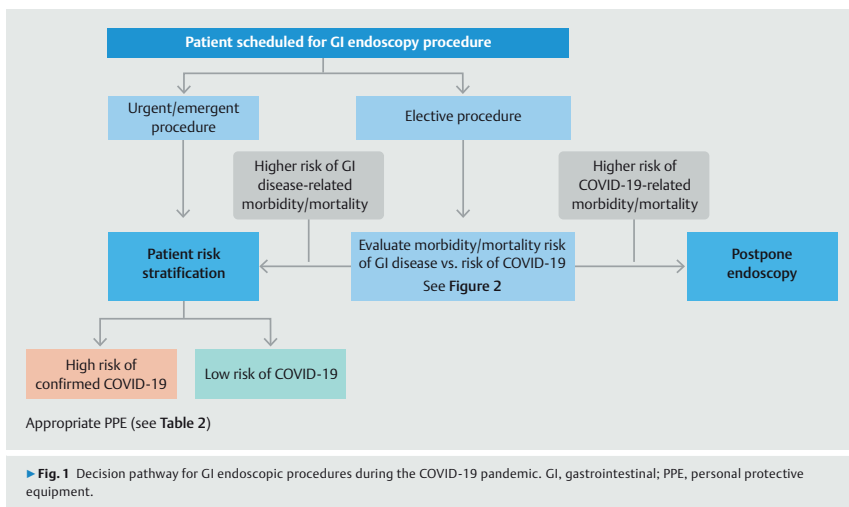 Patient scheduled for GI endoscopy procedure
Urgent/emergent
procedure
Elective procedure
Higher risk of GI
disease-related
morbidity/mortality
Higher risk of
COVID-19-related
morbidity/mortality
Patient risk
stratification
Evaluate morbidity/mortality risk
of GI disease vs. risk of COVID-19
See Figure 2
Postpone
endoscopy
High risk of
confirmed COVID-19
Low risk of COVID-19
Appropriate PPE (see Table 2)
▶ Fig. 1 Decision pathway for GI endoscopic procedures during the COVID-19 pandemic. GI, gastrointestinal; PPE, personal protective
equipment.